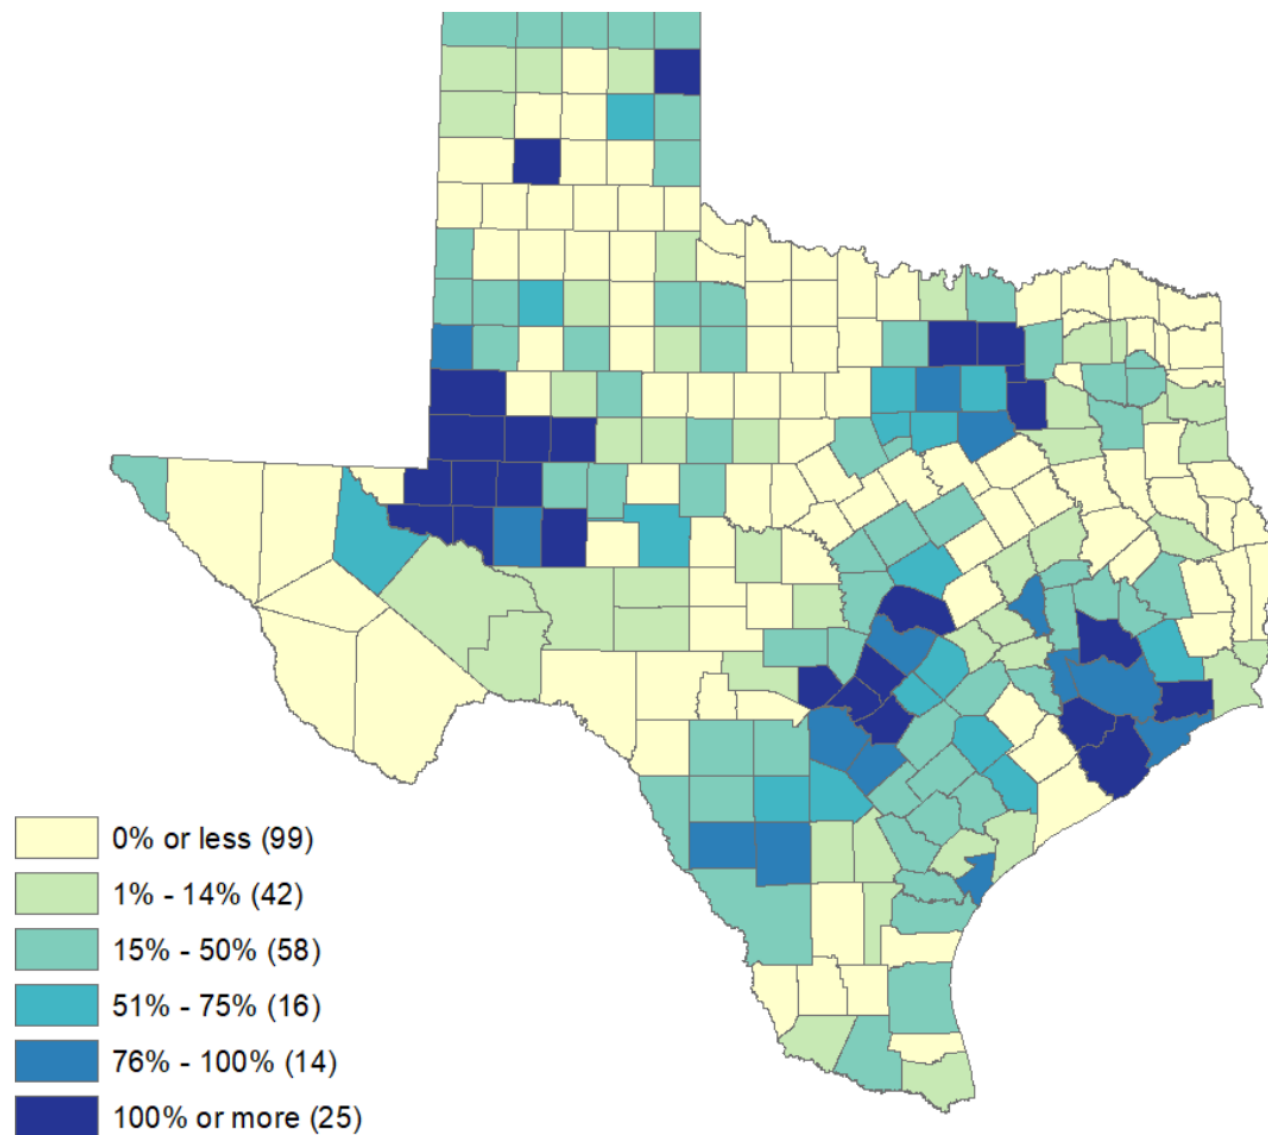 0% or less (99)
1% - 14% (42)
15% - 50% (58)
51% - 75% (16)
76% - 100% (14)
100% or more (25)